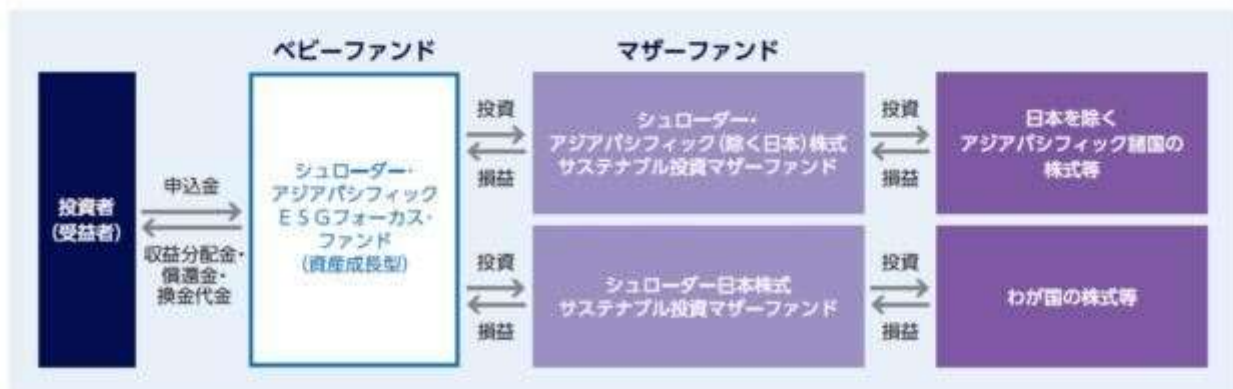 ベビーファンド
マザーファンド
投資者
(受益者)
申込金
収益分配金・
償還金・
換金代金
シュローダー・
アジアパシフィック
ESGフォーカス・
ファンド
(資産成長型)
投資
損益
シュローダー・
アジアパシフィック(除く日本)株式
サステナブル投資マザーファンド
投資
損益
日本を除く
アジアパシフィック諸国の
株式等
投資
損益
シュローダー日本株式
サステナブル投資マザーファンド
投資
損益
わが国の株式等